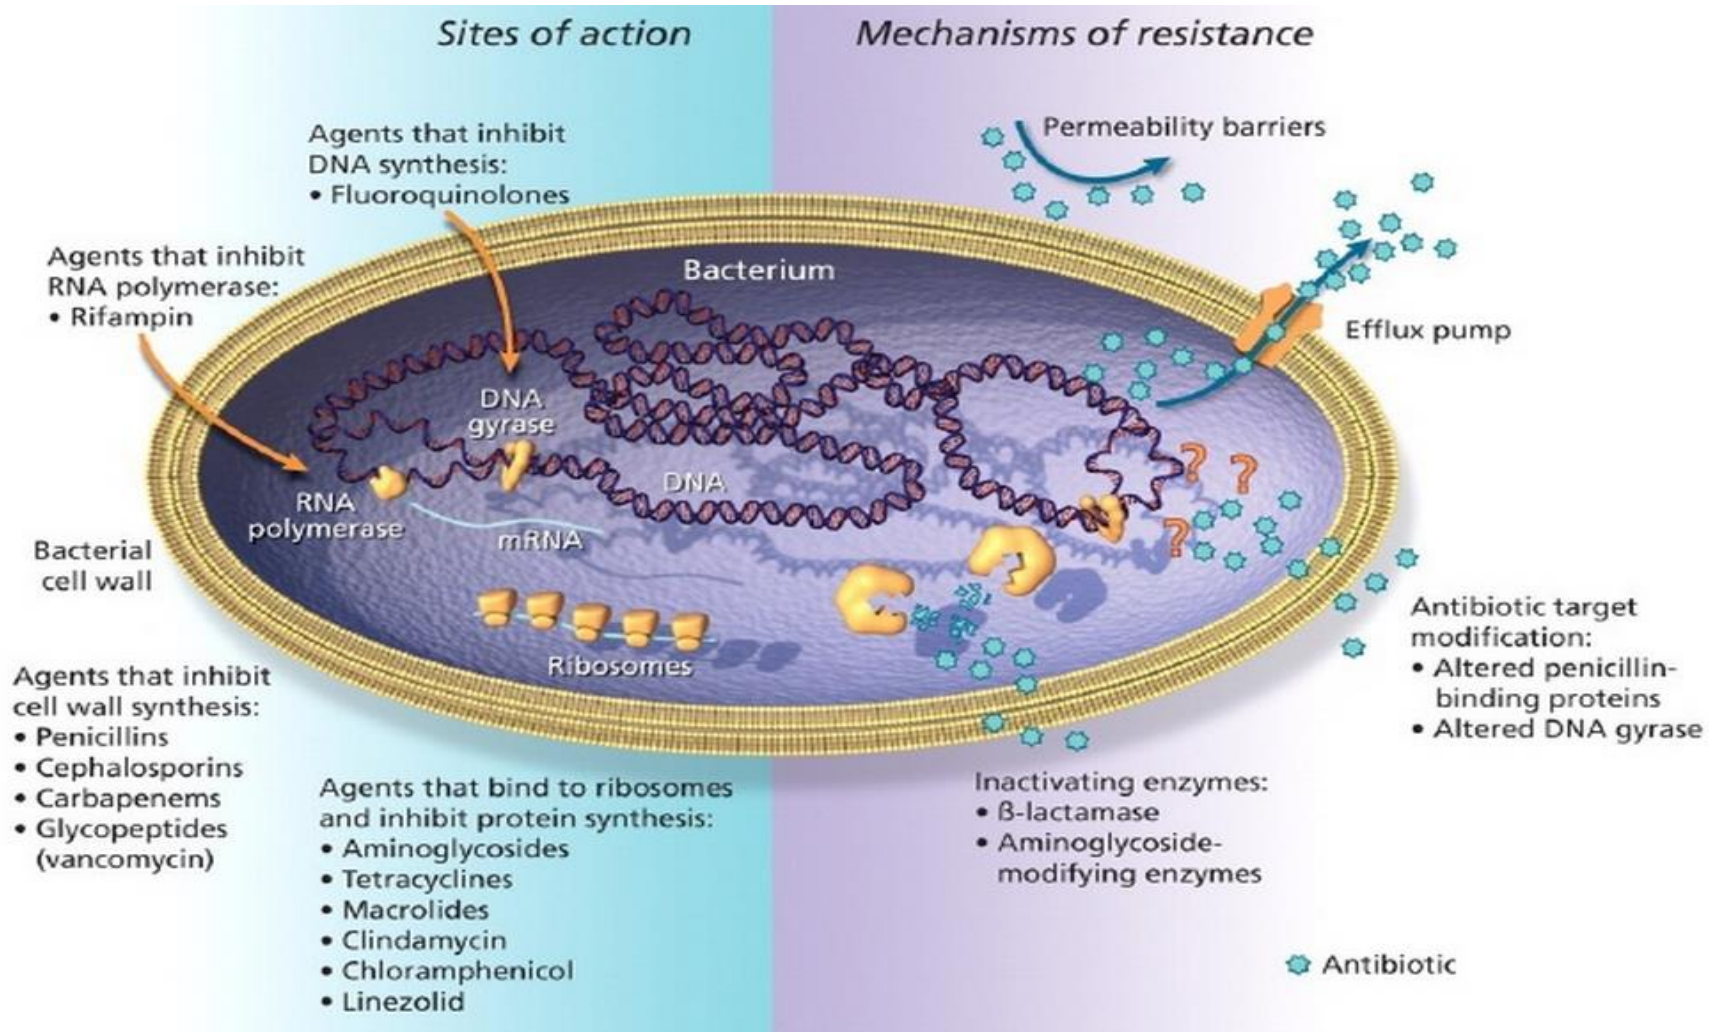 Sites of action
Mechanisms of resistance
Agents that inhibit
DNA synthesis:
• Fluoroquinolones
Agents that inhibit
RNA polymerase:
• Rifampin
Permeability barriers
Efflux pump
Bacterium
DNA
gyrase
DNA
RNA
polymerase
mRNA
Ribosomes
? ?
?
Bacterial
cell wall
Agents that inhibit
cell wall synthesis:
• Penicillins
• Cephalosporins
• Carbapenems
• Glycopeptides
(vancomycin)
Agents that bind to ribosomes
and inhibit protein synthesis:
• Aminoglycosides
• Tetracyclines
• Macrolides
• Clindamycin
• Chloramphenicol
• Linezolid
Antibiotic target
modification:
• Altered penicillin-
binding proteins
• Altered DNA gyrase
Inactivating enzymes:
• ß-lactamase
• Aminoglycoside-
modifying enzymes
Antibiotic